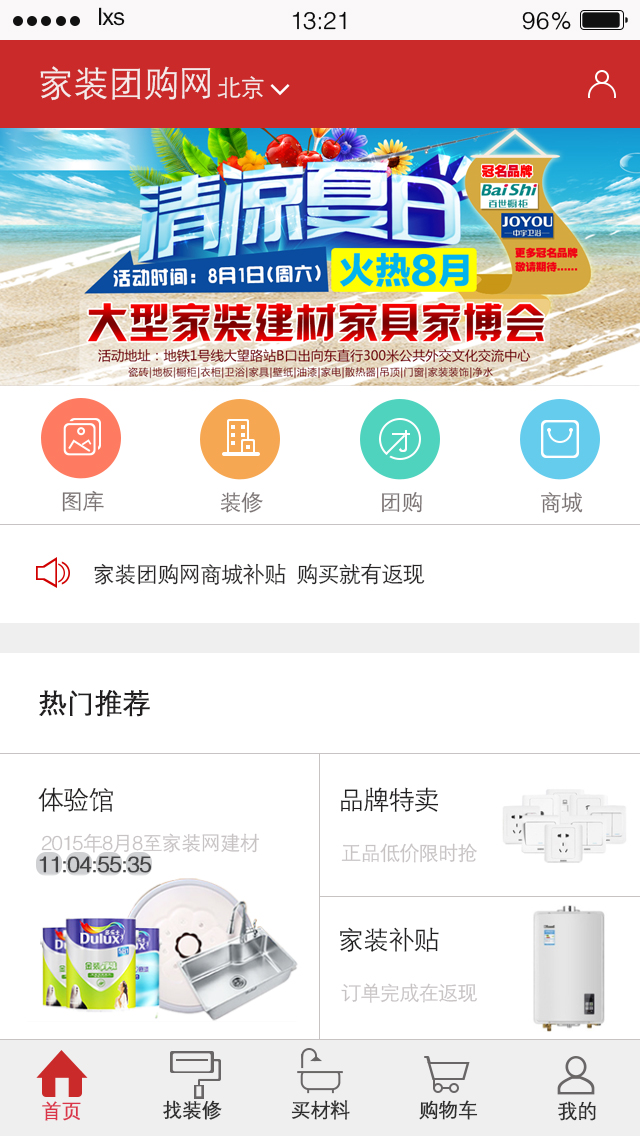 lxs 13:21 96%
家装团购网 北京
清凉夏日
冠名品牌
BaiShi
百世橱柜
JOYOU
中宇卫浴
更多冠名品牌
敬请期待......
活动时间：8月1日(周六)
火热8月
大型家装建材家具家博会
活动地址：地铁1号线大望路站B口出向东直行300米公共外交文化交流中心
瓷砖|地板|橱柜|衣柜|卫浴|家具|壁纸|油漆|家电|散热器|吊顶|门窗|家装装饰|净水
图库 装修 团购 商城
家装团购网商城补贴 购买就有返现
热门推荐
体验馆
2015年8月8至家装网建材
11:04:55:35
Dulux
品牌特卖
正品低价限时抢
家装补贴
订单完成在返现
首页 找装修 买材料 购物车 我的